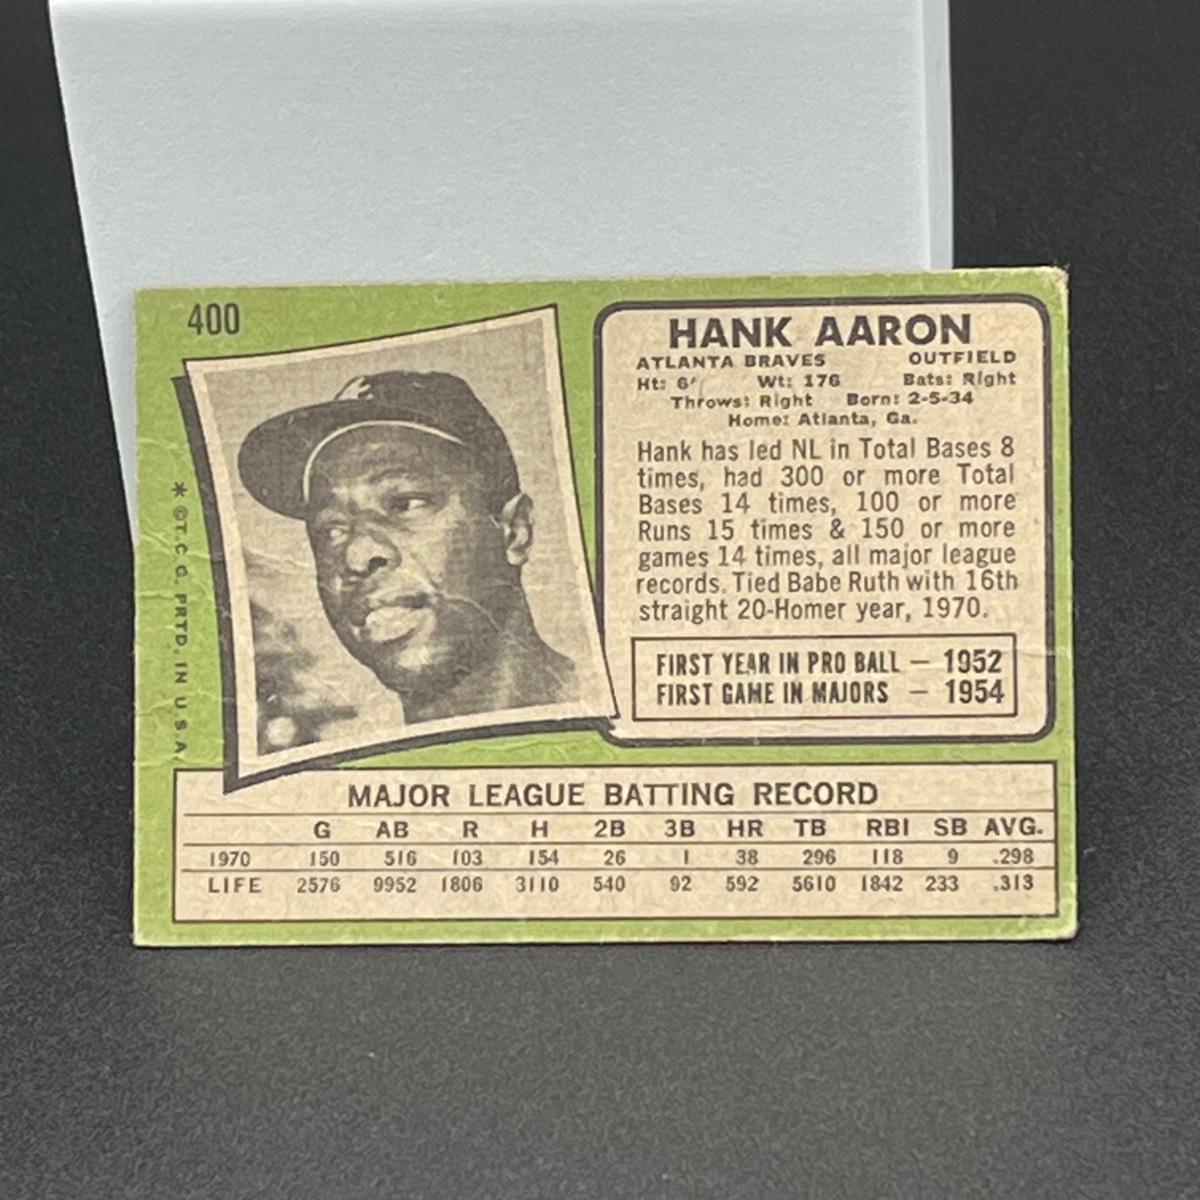 400
HANK AARON
ATLANTA BRAVES OUTFIELD
Ht: 6' Wt: 176 Bats: Right
Throws: Right Born: 2-5-34
Home: Atlanta, Ga.
Hank has led NL in Total Bases 8
times, had 300 or more Total
Bases 14 times, 100 or more
Runs 15 times & 150 or more
games 14 times, all major league
records. Tied Babe Ruth with 16th
straight 20-Homer year, 1970.
FIRST YEAR IN PRO BALL — 1952
FIRST GAME IN MAJORS — 1954
* ©T. C. G. PRTD. IN U S A
MAJOR LEAGUE BATTING RECORD
G AB R H 2B 3B HR TB RBI SB AVG.
1970 150 516 103 154 26 1 38 296 118 9 .298
LIFE 2576 9952 1806 3110 540 92 592 5610 1842 233 .313